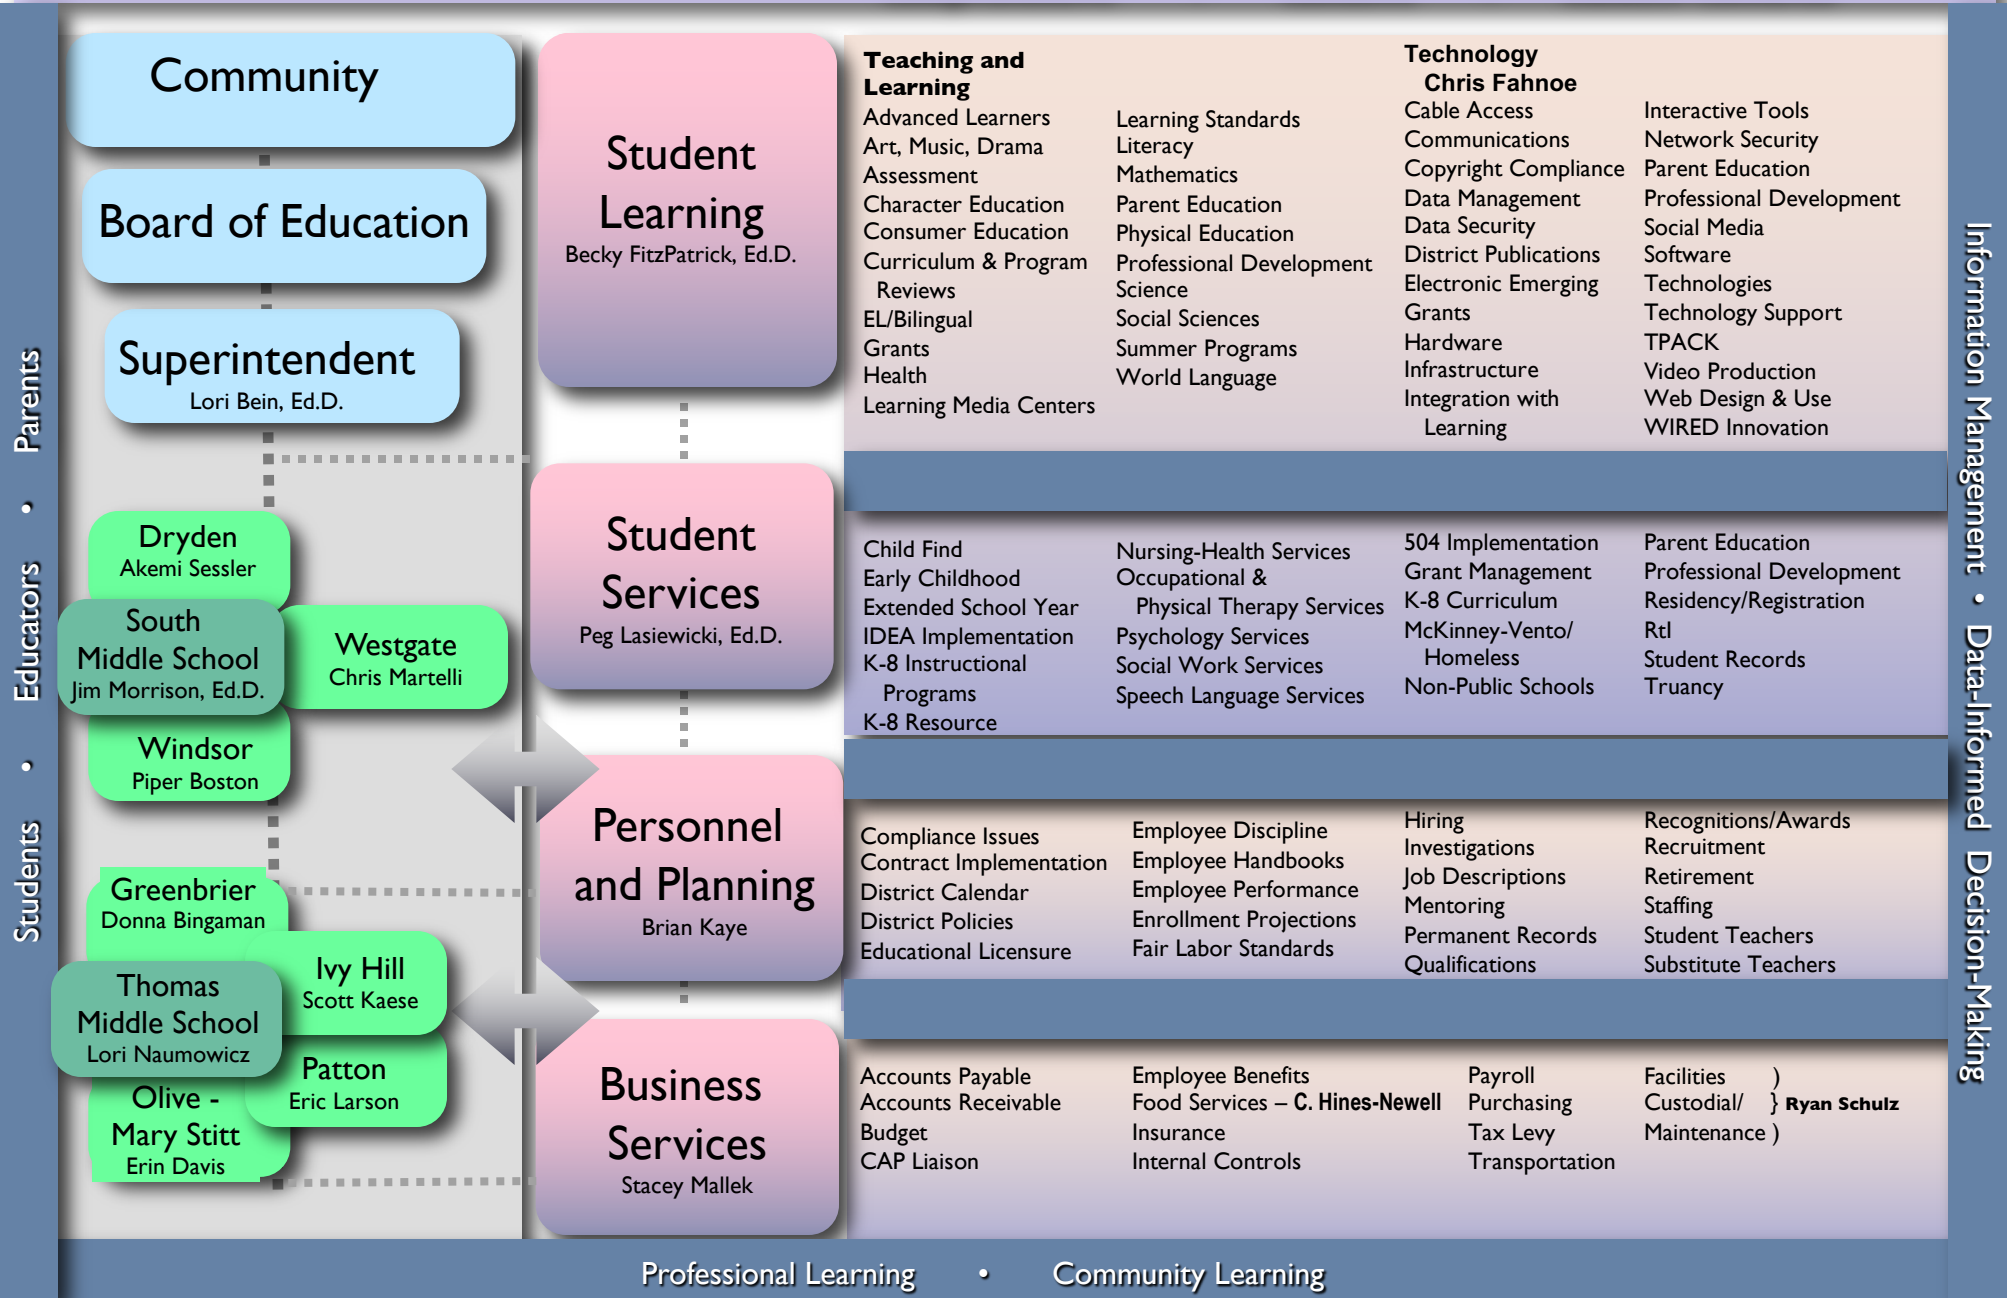 Community
Board of Education
Superintendent
Lori Bein, Ed.D.
Dryden
Akemi Sessler
South
Middle School
Jim Morrison, Ed.D.
Westgate
Chris Martelli
Windsor
Piper Boston
Greenbrier
Donna Bingaman
Ivy Hill
Scott Kaese
Thomas
Middle School
Lori Naumowicz
Patton
Eric Larson
Olive -
Mary Stitt
Erin Davis
Student
Learning
Becky FitzPatrick, Ed.D.
Student
Services
Peg Lasiewicki, Ed.D.
Personnel
and Planning
Brian Kaye
Business
Services
Stacey Mallek
Teaching and
Learning
Advanced Learners
Art, Music, Drama
Assessment
Character Education
Consumer Education
Curriculum & Program
Reviews
EL/Bilingual
Grants
Health
Learning Media Centers
Learning Standards
Literacy
Mathematics
Parent Education
Physical Education
Professional Development
Science
Social Sciences
Summer Programs
World Language
Technology
Chris Fahnoe
Cable Access
Communications
Copyright Compliance
Data Management
Data Security
District Publications
Electronic Emerging
Grants
Hardware
Infrastructure
Integration with
Learning
Interactive Tools
Network Security
Parent Education
Professional Development
Social Media
Software
Technologies
Technology Support
TPACK
Video Production
Web Design & Use
WIRED Innovation
Child Find
Early Childhood
Extended School Year
IDEA Implementation
K-8 Instructional
Programs
K-8 Resource
Nursing-Health Services
Occupational &
Physical Therapy Services
Psychology Services
Social Work Services
Speech Language Services
504 Implementation
Grant Management
K-8 Curriculum
McKinney-Vento/
Homeless
Non-Public Schools
Parent Education
Professional Development
Residency/Registration
RtI
Student Records
Truancy
Compliance Issues
Contract Implementation
District Calendar
District Policies
Educational Licensure
Employee Discipline
Employee Handbooks
Employee Performance
Enrollment Projections
Fair Labor Standards
Hiring
Investigations
Job Descriptions
Mentoring
Permanent Records
Qualifications
Recognitions/Awards
Recruitment
Retirement
Staffing
Student Teachers
Substitute Teachers
Accounts Payable
Accounts Receivable
Budget
CAP Liaison
Employee Benefits
Food Services – C. Hines-Newell
Insurance
Internal Controls
Payroll
Purchasing
Tax Levy
Transportation
Facilities )
Custodial/ } Ryan Schulz
Maintenance )
Students • Educators • Parents
Information Management • Data-Informed Decision-Making
Professional Learning • Community Learning